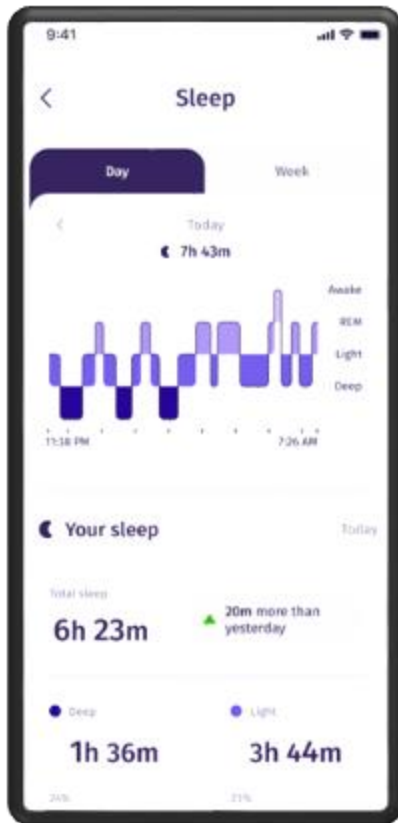 9:41
Sleep
Day Week
Today
7h 43m
Awake
REM
Light
Deep
11:38 PM 7:26 AM
Your sleep Today
Total sleep
6h 23m
20m more than
yesterday
Deep Light
1h 36m 3h 44m
24%